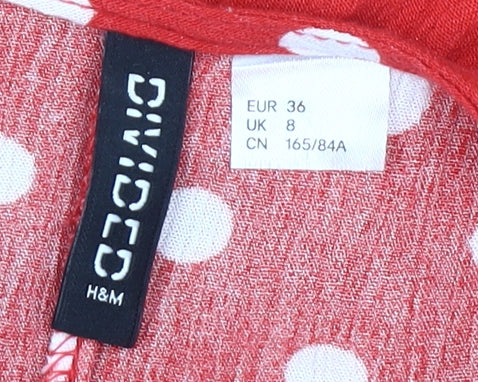 DIVIDED
H&M
EUR 36
UK 8
CN 165/84A